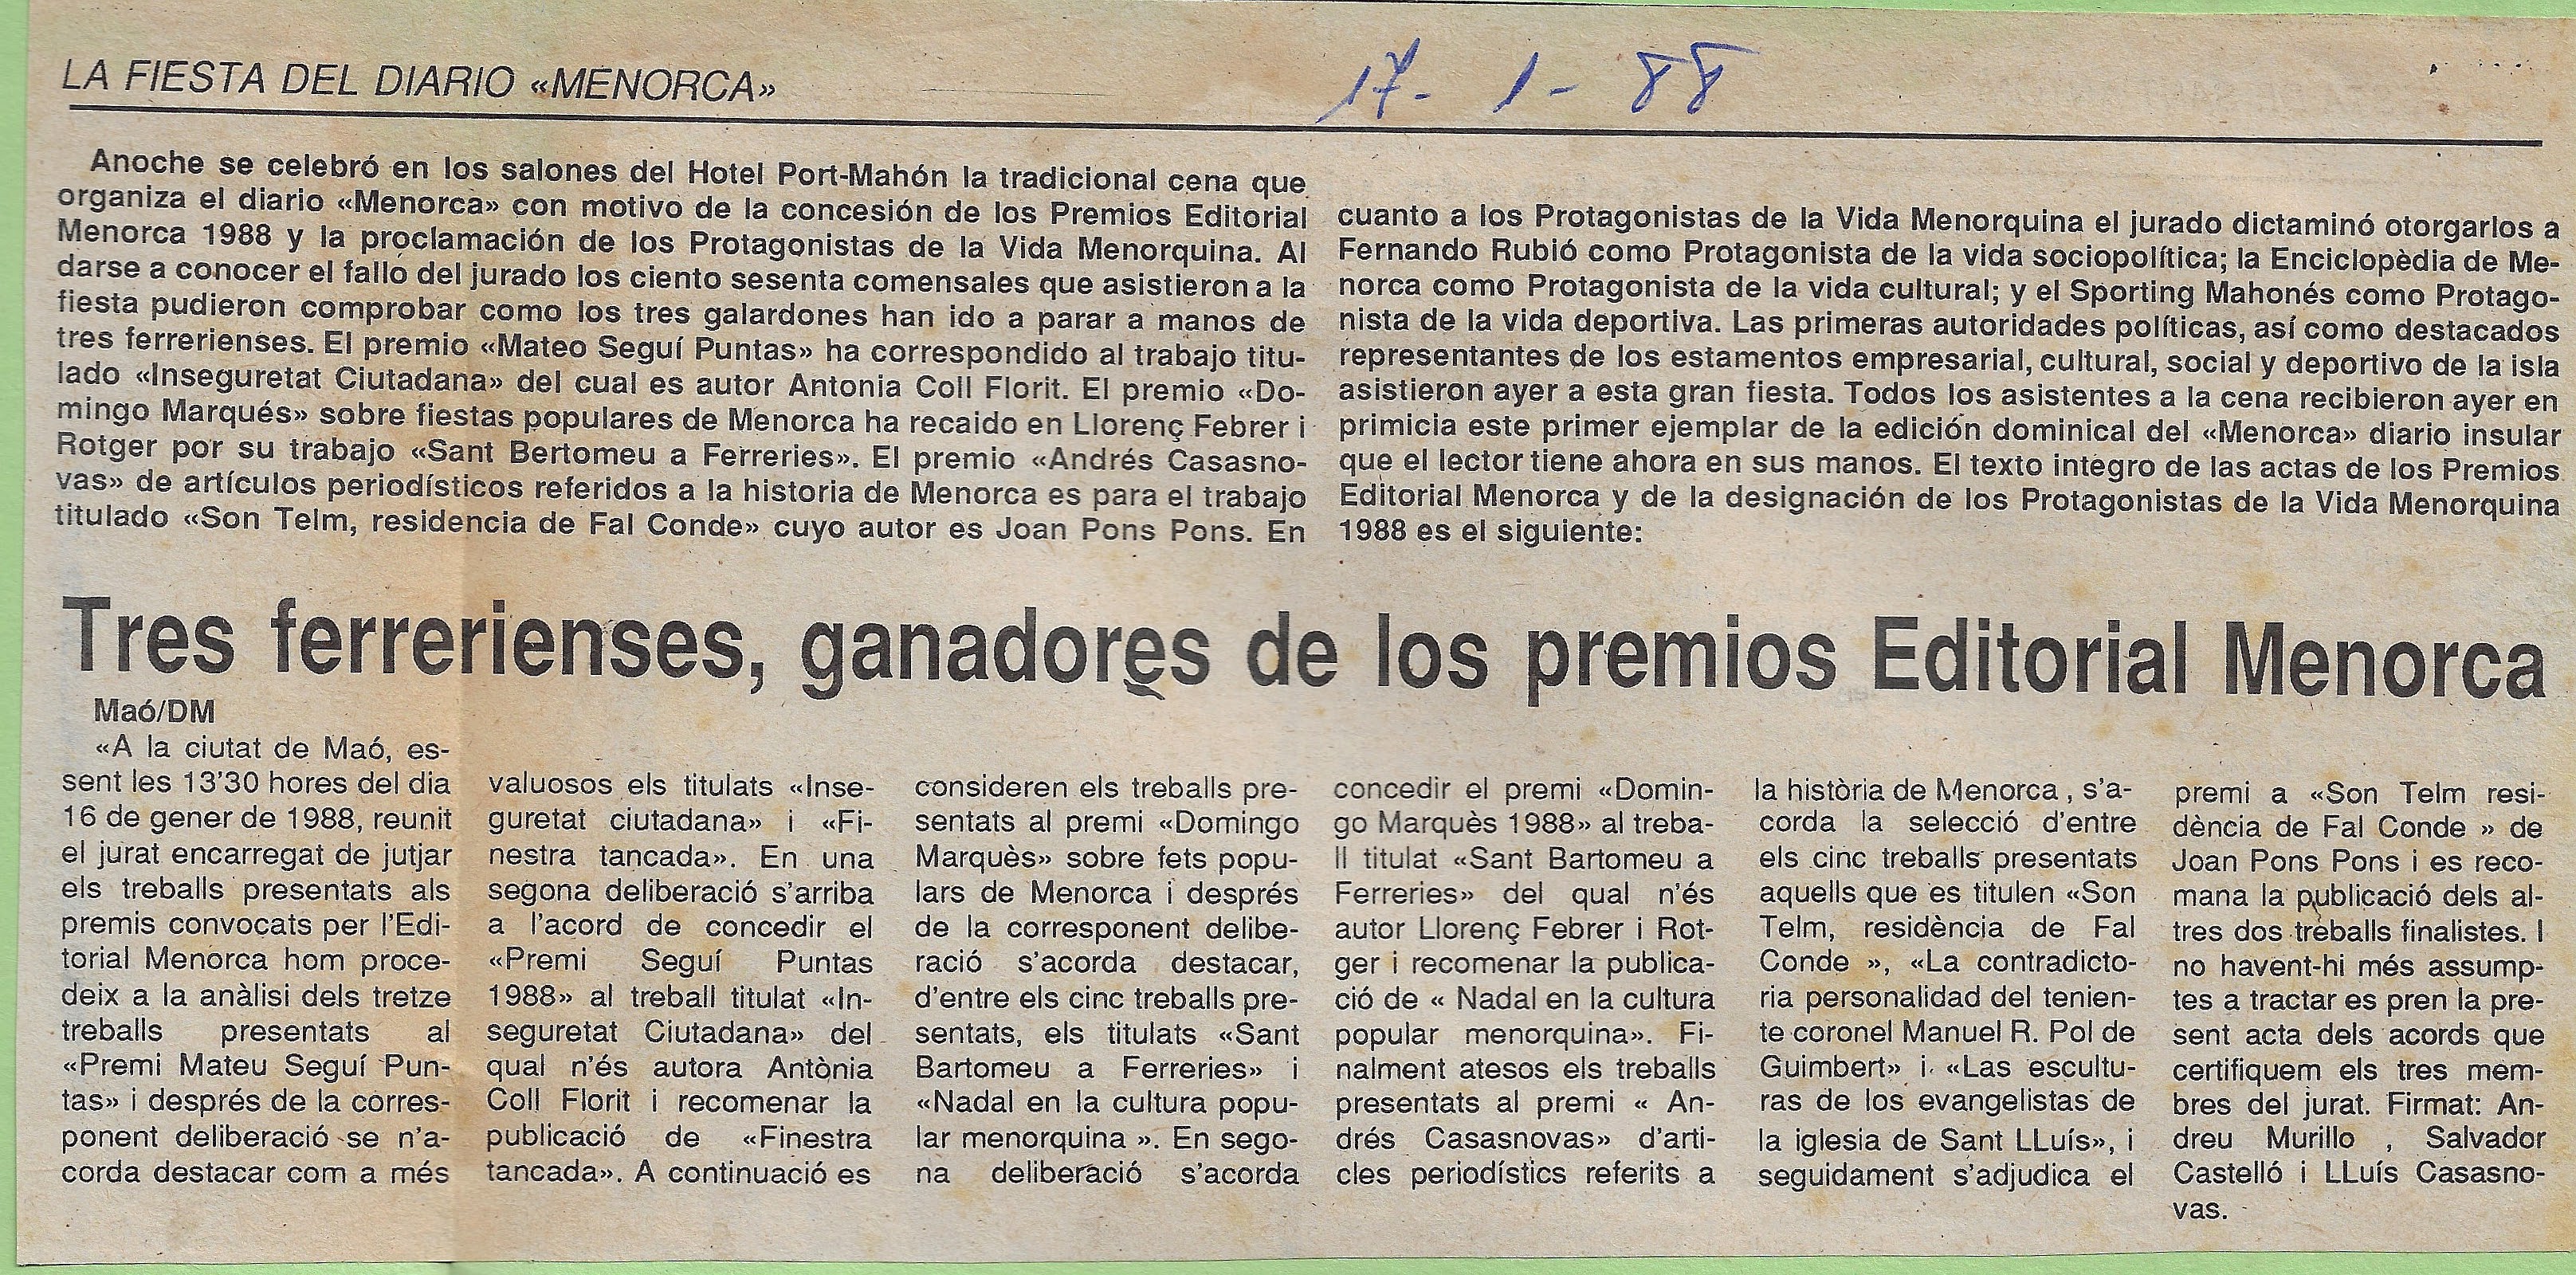 LA FIESTA DEL DIARIO «MENORCA»
17-1-88
Anoche se celebró en los salones del Hotel Port-Mahón la tradicional cena que
organiza el diario «Menorca» con motivo de la concesión de los Premios Editorial
Menorca 1988 y la proclamación de los Protagonistas de la Vida Menorquina. Al
darse a conocer el fallo del jurado los ciento sesenta comensales que asistieron a la
fiesta pudieron comprobar como los tres galardones han ido a parar a manos de
tres ferrerienses. El premio «Mateo Seguí Puntas» ha correspondido al trabajo titu-
lado «Inseguretat Ciutadana» del cual es autor Antonia Coll Florit. El premio «Do-
mingo Marqués» sobre fiestas populares de Menorca ha recaido en Llorenç Febrer i
Rotger por su trabajo «Sant Bertomeu a Ferreries». El premio «Andrés Casasno-
vas» de artículos periodísticos referidos a la historia de Menorca es para el trabajo
titulado «Son Telm, residencia de Fal Conde» cuyo autor es Joan Pons Pons. En
cuanto a los Protagonistas de la Vida Menorquina el jurado dictaminó otorgarlos a
Fernando Rubió como Protagonista de la vida sociopolítica; la Enciclopèdia de Me-
norca como Protagonista de la vida cultural; y el Sporting Mahonés como Protago-
nista de la vida deportiva. Las primeras autoridades políticas, así como destacados
representantes de los estamentos empresarial, cultural, social y deportivo de la isla
asistieron ayer a esta gran fiesta. Todos los asistentes a la cena recibieron ayer en
primicia este primer ejemplar de la edición dominical del «Menorca» diario insular
que el lector tiene ahora en sus manos. El texto integro de las actas de los Premios
Editorial Menorca y de la designación de los Protagonistas de la Vida Menorquina
1988 es el siguiente:
Tres ferrerienses, ganadores de los premios Editorial Menorca
Maó/DM
«A la ciutat de Maó, es-
sent les 13'30 hores del dia
16 de gener de 1988, reunit
el jurat encarregat de jutjar
els treballs presentats als
premis convocats per l'Edi-
torial Menorca hom proce-
deix a la anàlisi dels tretze
treballs presentats al
«Premi Mateu Seguí Pun-
tas» i després de la corres-
ponent deliberació se n'a-
corda destacar com a més
valuosos els titulats «Inse-
guretat ciutadana» i «Fi-
nestra tancada». En una
segona deliberació s'arriba
a l'acord de concedir el
«Premi Seguí Puntas
1988» al treball titulat «In-
seguretat Ciutadana» del
qual n'és autora Antònia
Coll Florit i recomenar la
publicació de «Finestra
tancada». A continuació es
consideren els treballs pre-
sentats al premi «Domingo
Marquès» sobre fets popu-
lars de Menorca i després
de la corresponent delibe-
ració s'acorda destacar,
d'entre els cinc treballs pre-
sentats, els titulats «Sant
Bartomeu a Ferreries» i
«Nadal en la cultura popu-
lar menorquina ». En sego-
na deliberació s'acorda
concedir el premi «Domin-
go Marquès 1988» al treba-
ll titulat «Sant Bartomeu a
Ferreries» del qual n'és
autor Llorenç Febrer i Rot-
ger i recomenar la publica-
ció de « Nadal en la cultura
popular menorquina». Fi-
nalment atesos els treballs
presentats al premi « An-
drés Casasnovas» d'arti-
cles periodístics referits a
la història de Menorca , s'a-
corda la selecció d'entre
els cinc treballs presentats
aquells que es titulen «Son
Telm, residència de Fal
Conde », «La contradicto-
ria personalidad del tenien-
te coronel Manuel R. Pol de
Guimbert» i «Las escultu-
ras de los evangelistas de
la iglesia de Sant LLuís», i
seguidament s'adjudica el
premi a «Son Telm resi-
dència de Fal Conde » de
Joan Pons Pons i es reco-
mana la publicació dels al-
tres dos treballs finalistes. I
no havent-hi més assump-
tes a tractar es pren la pre-
sent acta dels acords que
certifiquem els tres mem-
bres del jurat. Firmat: An-
dreu Murillo , Salvador
Castelló i LLuís Casasno-
vas.